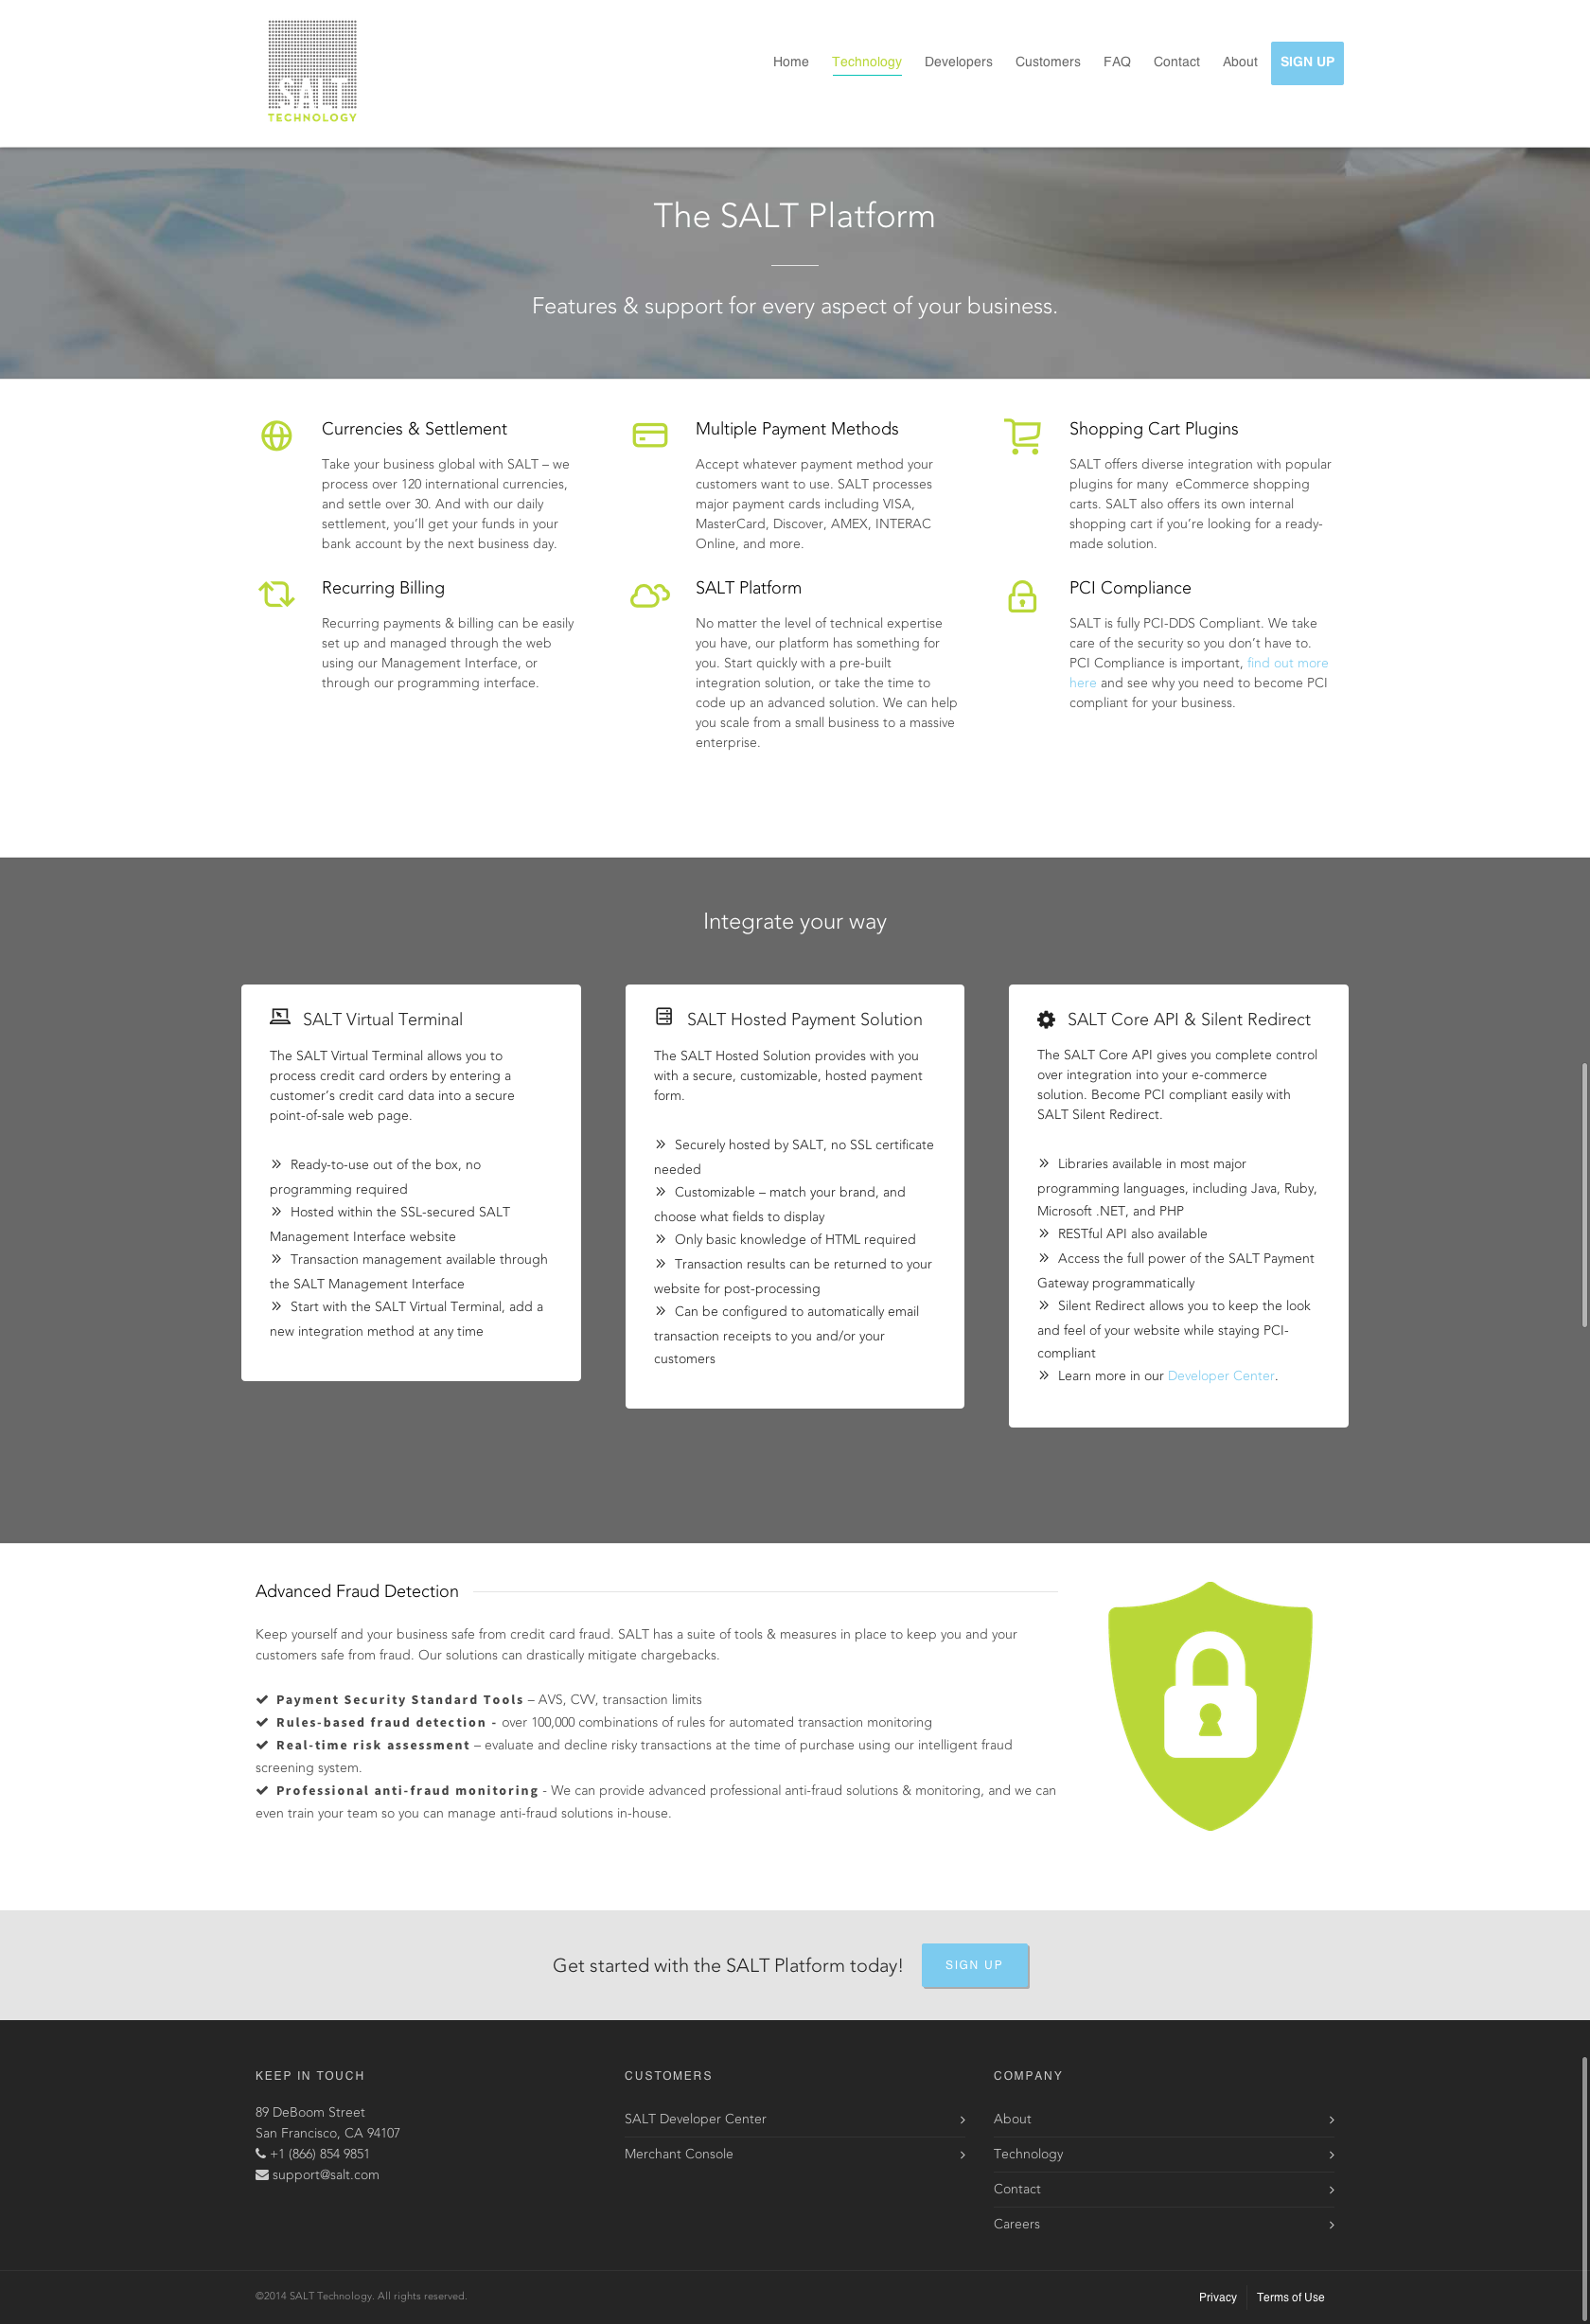 SALT
TECHNOLOGY
Home
Technology
Developers
Customers
FAQ
Contact
About
SIGN UP
The SALT Platform
Features & support for every aspect of your business.
Currencies & Settlement
Take your business global with SALT – we
process over 120 international currencies,
and settle over 30. And with our daily
settlement, you’ll get your funds in your
bank account by the next business day.
Multiple Payment Methods
Accept whatever payment method your
customers want to use. SALT processes
major payment cards including VISA,
MasterCard, Discover, AMEX, INTERAC
Online, and more.
Shopping Cart Plugins
SALT offers diverse integration with popular
plugins for many eCommerce shopping
carts. SALT also offers its own internal
shopping cart if you’re looking for a ready-
made solution.
Recurring Billing
Recurring payments & billing can be easily
set up and managed through the web
using our Management Interface, or
through our programming interface.
SALT Platform
No matter the level of technical expertise
you have, our platform has something for
you. Start quickly with a pre-built
integration solution, or take the time to
code up an advanced solution. We can help
you scale from a small business to a massive
enterprise.
PCI Compliance
SALT is fully PCI-DDS Compliant. We take
care of the security so you don’t have to.
PCI Compliance is important, find out more
here and see why you need to become PCI
compliant for your business.
Integrate your way
SALT Virtual Terminal
The SALT Virtual Terminal allows you to
process credit card orders by entering a
customer’s credit card data into a secure
point-of-sale web page.
» Ready-to-use out of the box, no
programming required
» Hosted within the SSL-secured SALT
Management Interface website
» Transaction management available through
the SALT Management Interface
» Start with the SALT Virtual Terminal, add a
new integration method at any time
SALT Hosted Payment Solution
The SALT Hosted Solution provides with you
with a secure, customizable, hosted payment
form.
» Securely hosted by SALT, no SSL certificate
needed
» Customizable – match your brand, and
choose what fields to display
» Only basic knowledge of HTML required
» Transaction results can be returned to your
website for post-processing
» Can be configured to automatically email
transaction receipts to you and/or your
customers
SALT Core API & Silent Redirect
The SALT Core API gives you complete control
over integration into your e-commerce
solution. Become PCI compliant easily with
SALT Silent Redirect.
» Libraries available in most major
programming languages, including Java, Ruby,
Microsoft .NET, and PHP
» RESTful API also available
» Access the full power of the SALT Payment
Gateway programmatically
» Silent Redirect allows you to keep the look
and feel of your website while staying PCI-
compliant
» Learn more in our Developer Center.
Advanced Fraud Detection
Keep yourself and your business safe from credit card fraud. SALT has a suite of tools & measures in place to keep you and your
customers safe from fraud. Our solutions can drastically mitigate chargebacks.
Payment Security Standard Tools – AVS, CVV, transaction limits
Rules-based fraud detection - over 100,000 combinations of rules for automated transaction monitoring
Real-time risk assessment – evaluate and decline risky transactions at the time of purchase using our intelligent fraud
screening system.
Professional anti-fraud monitoring - We can provide advanced professional anti-fraud solutions & monitoring, and we can
even train your team so you can manage anti-fraud solutions in-house.
Get started with the SALT Platform today!
SIGN UP
KEEP IN TOUCH
89 DeBoom Street
San Francisco, CA 94107
+1 (866) 854 9851
support@salt.com
CUSTOMERS
SALT Developer Center
Merchant Console
COMPANY
About
Technology
Contact
Careers
©2014 SALT Technology. All rights reserved.
Privacy
Terms of Use